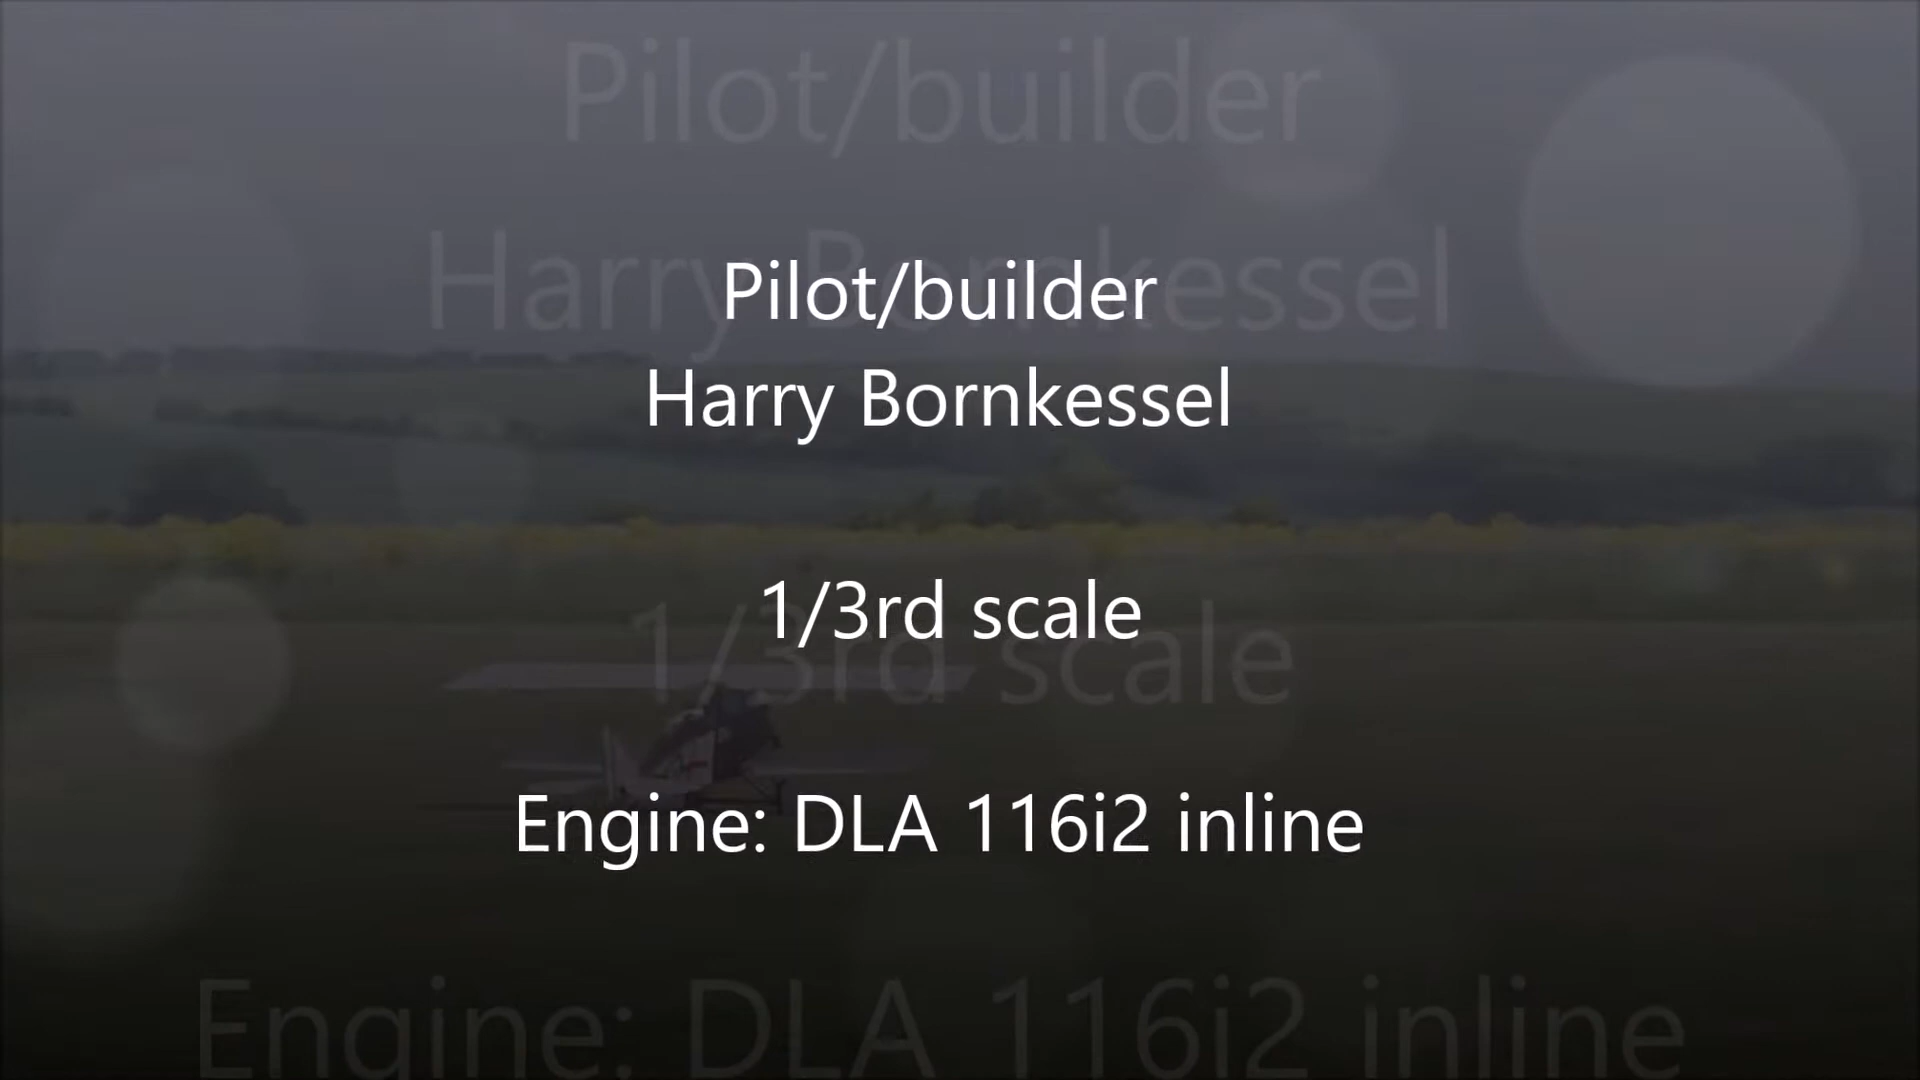 Pilot/builder
Harry Bornkessel
1/3rd scale
Engine: DLA 116i2 inline